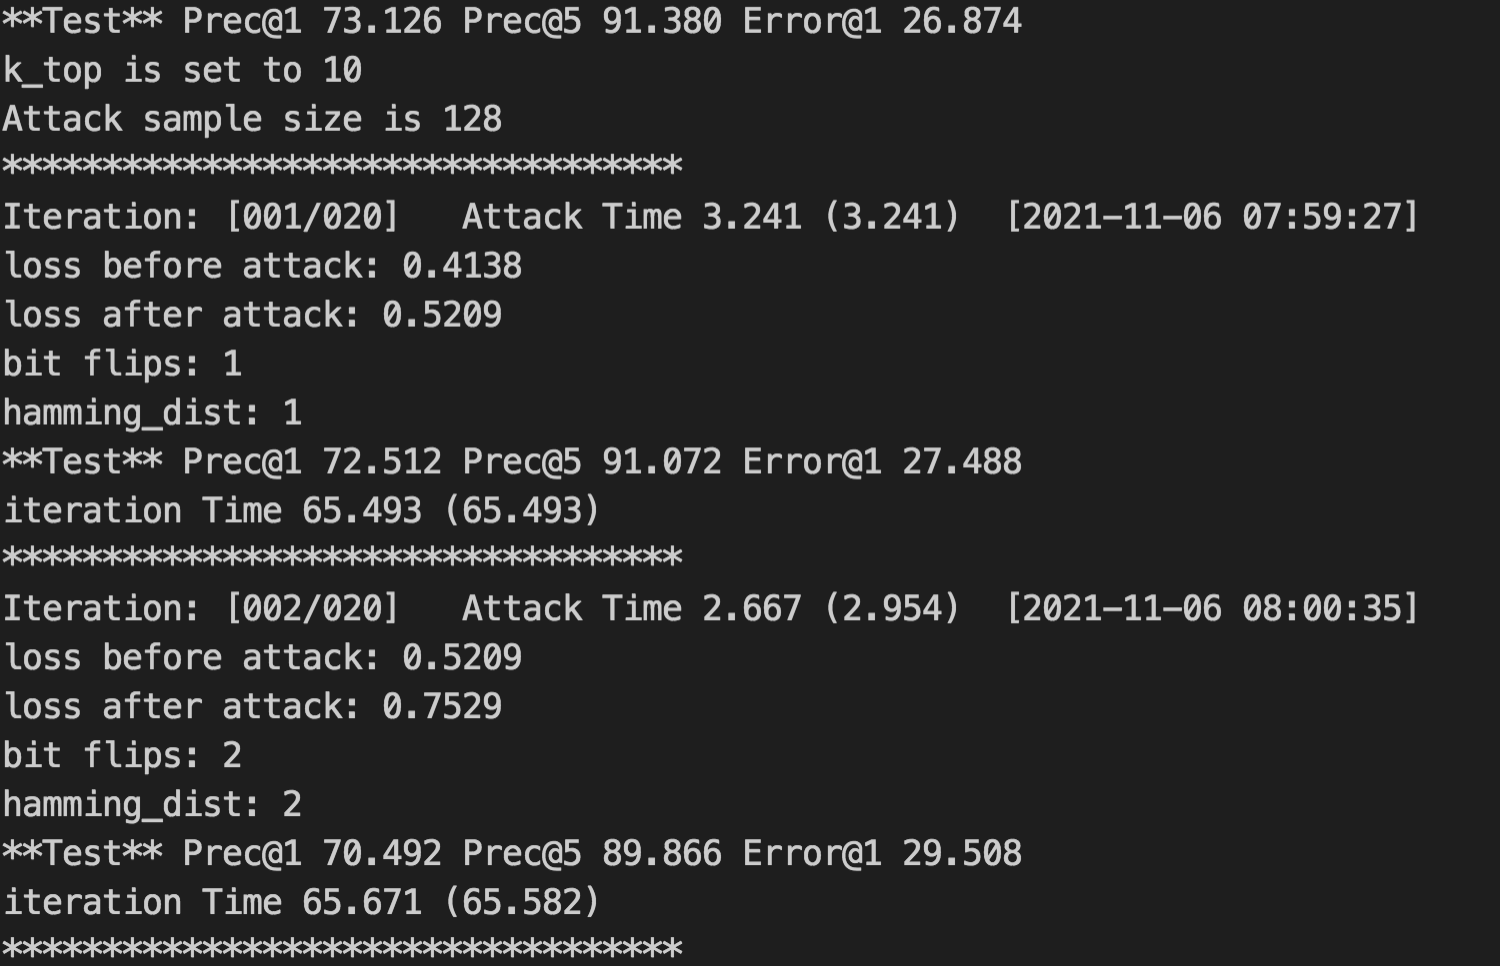 **Test** Prec@1 73.126 Prec@5 91.380 Error@1 26.874
k_top is set to 10
Attack sample size is 128
**********************************
Iteration: [001/020]   Attack Time 3.241 (3.241)  [2021-11-06 07:59:27]
loss before attack: 0.4138
loss after attack: 0.5209
bit flips: 1
hamming_dist: 1
**Test** Prec@1 72.512 Prec@5 91.072 Error@1 27.488
iteration Time 65.493 (65.493)
**********************************
Iteration: [002/020]   Attack Time 2.667 (2.954)  [2021-11-06 08:00:35]
loss before attack: 0.5209
loss after attack: 0.7529
bit flips: 2
hamming_dist: 2
**Test** Prec@1 70.492 Prec@5 89.866 Error@1 29.508
iteration Time 65.671 (65.582)
**********************************